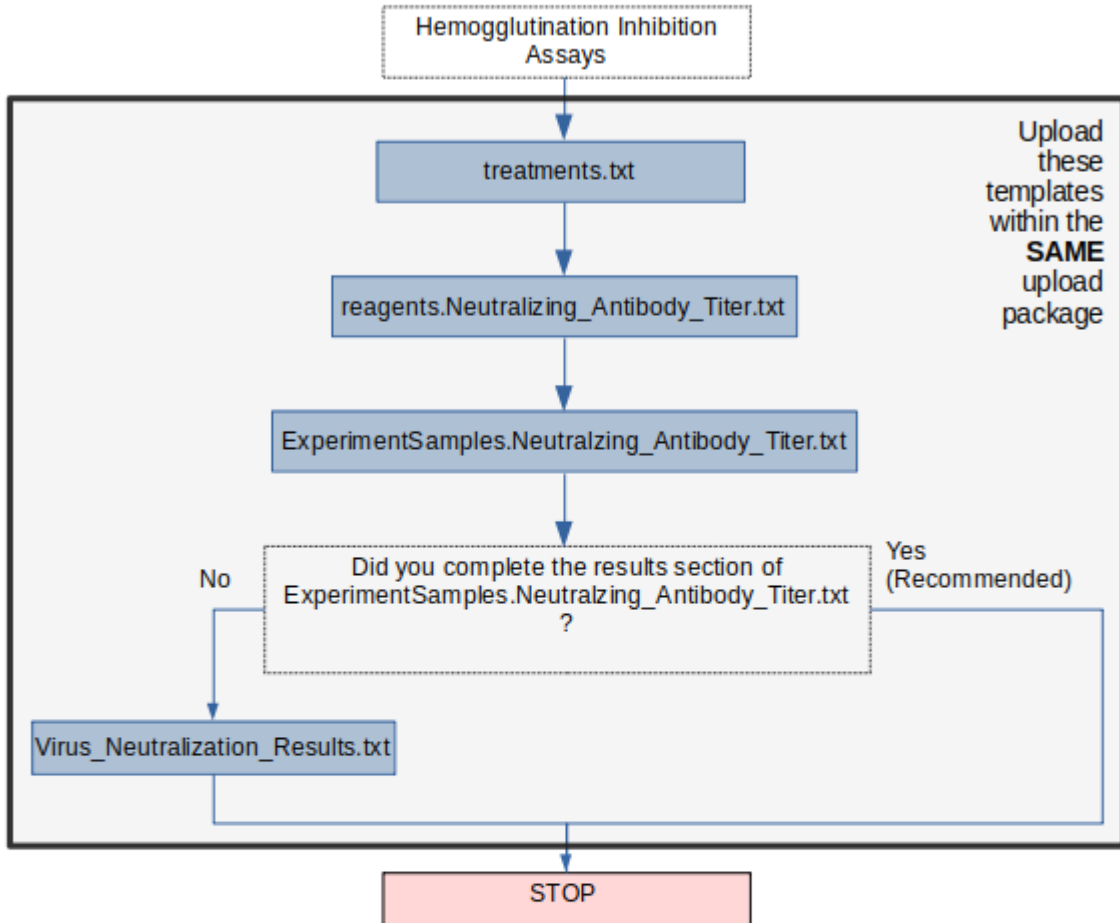 Hemogglutination Inhibition
Assays
Upload
these
templates
within the
SAME
upload
package
treatments.txt
reagents.Neutralizing_Antibody_Titer.txt
ExperimentSamples.Neutralzing_Antibody_Titer.txt
Did you complete the results section of
ExperimentSamples.Neutralzing_Antibody_Titer.txt
?
No
Yes
(Recommended)
Virus_Neutralization_Results.txt
STOP